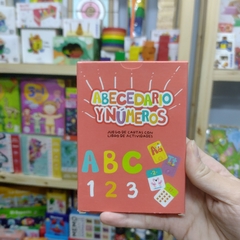 ABECEDARIO
Y NÚMEROS
JUEGO DE CARTAS CON
LIBRO DE ACTIVIDADES
A B C
1 2 3